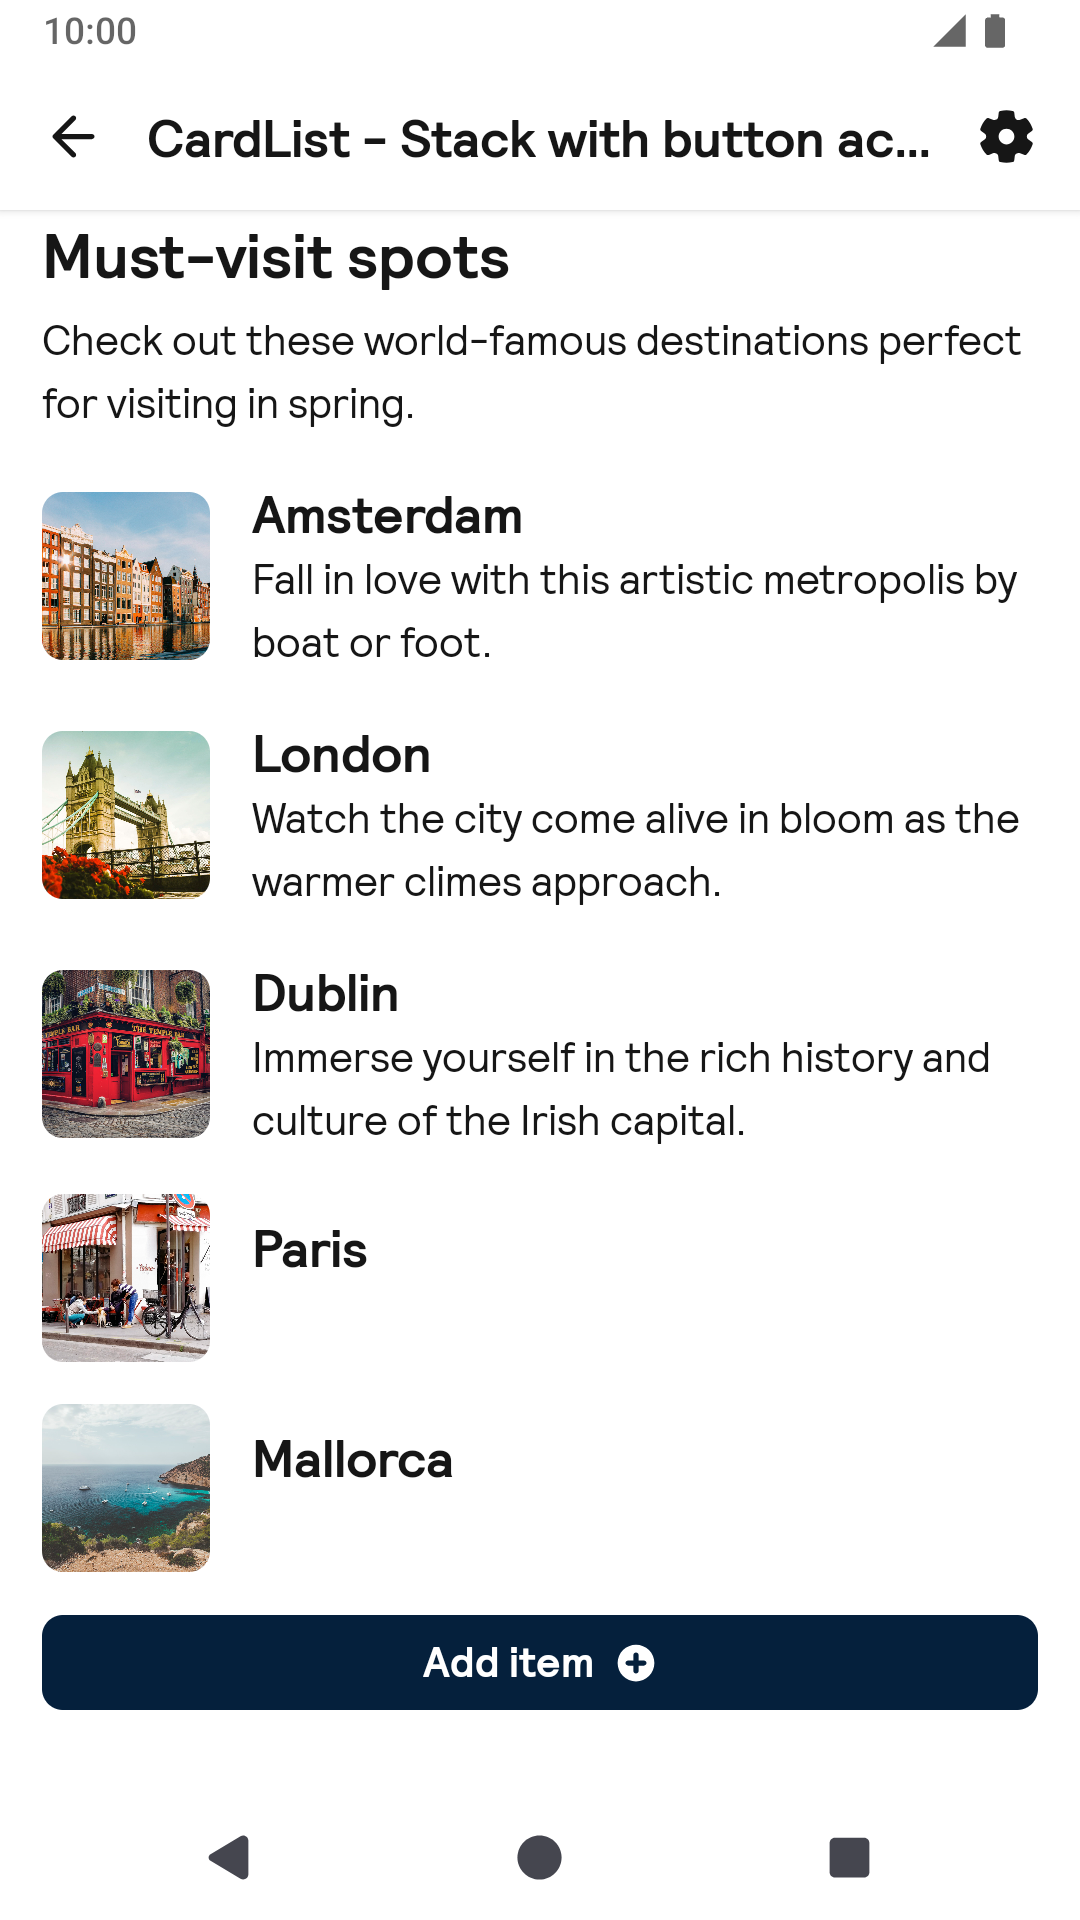 10:00
CardList - Stack with button ac...
Must-visit spots
Check out these world-famous destinations perfect
for visiting in spring.
Amsterdam
Fall in love with this artistic metropolis by
boat or foot.
London
Watch the city come alive in bloom as the
warmer climes approach.
Dublin
Immerse yourself in the rich history and
culture of the Irish capital.
THE TEMPLE BAR
Paris
Mallorca
Add item